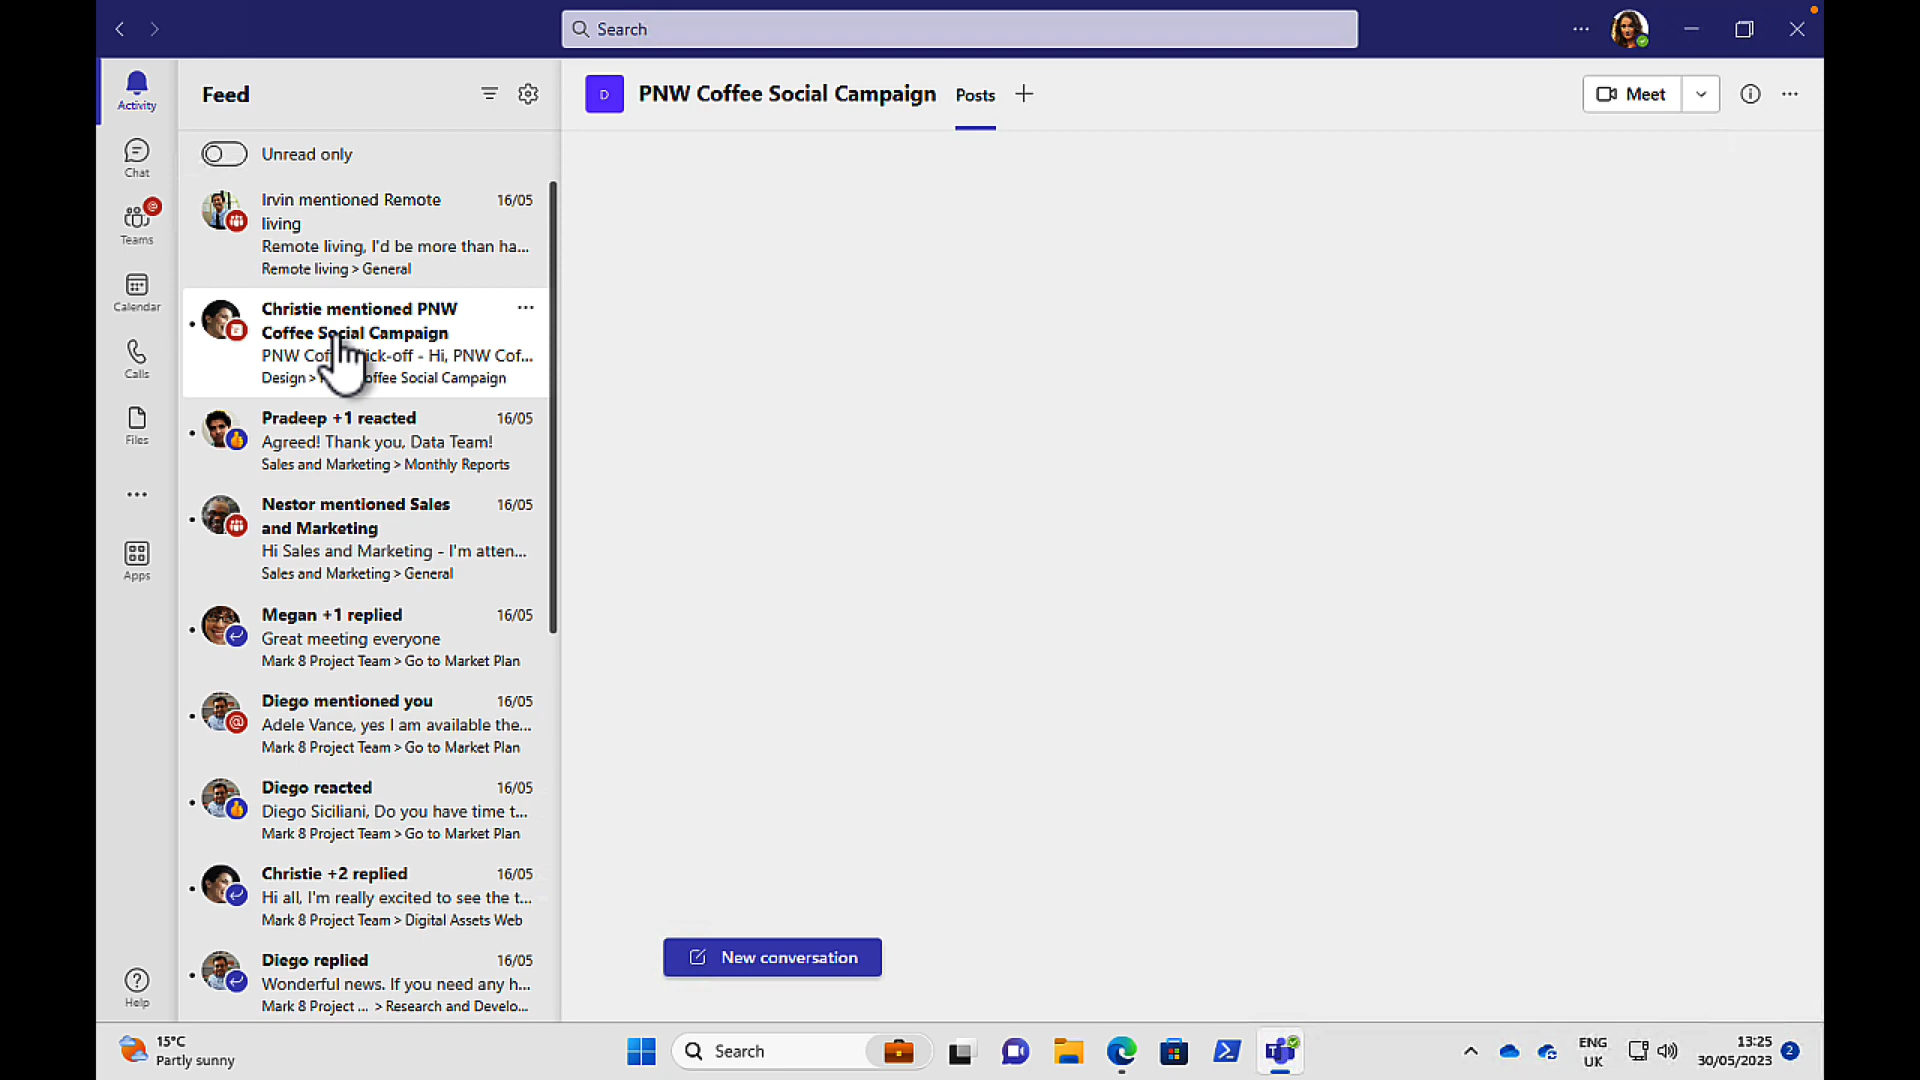 Search
Activity
Chat
Teams
Calendar
Calls
Files
Apps
Help
Feed
Unread only
Irvin mentioned Remote living 16/05
Remote living, I'd be more than ha...
Remote living > General
Christie mentioned PNW
Coffee Social Campaign
PNW Cof ick-off - Hi, PNW Cof...
Design > offee Social Campaign
Pradeep +1 reacted 16/05
Agreed! Thank you, Data Team!
Sales and Marketing > Monthly Reports
Nestor mentioned Sales 16/05
and Marketing
Hi Sales and Marketing - I'm atten...
Sales and Marketing > General
Megan +1 replied 16/05
Great meeting everyone
Mark 8 Project Team > Go to Market Plan
Diego mentioned you 16/05
Adele Vance, yes I am available the...
Mark 8 Project Team > Go to Market Plan
Diego reacted 16/05
Diego Siciliani, Do you have time t...
Mark 8 Project Team > Go to Market Plan
Christie +2 replied 16/05
Hi all, I'm really excited to see the t...
Mark 8 Project Team > Digital Assets Web
Diego replied 16/05
Wonderful news. If you need any h...
Mark 8 Project ... > Research and Develo...
D PNW Coffee Social Campaign Posts
Meet
New conversation
15°C
Partly sunny
Search
ENG
UK
13:25
30/05/2023
2